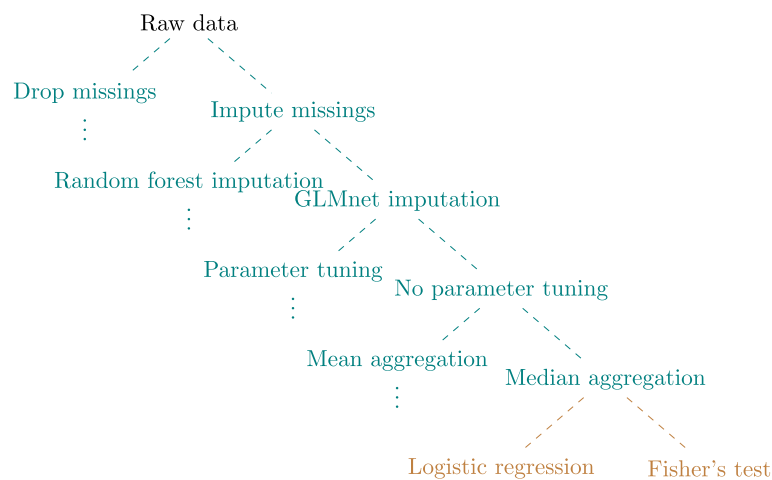 Raw data
Drop missings
Impute missings
Random forest imputation
GLMnet imputation
Parameter tuning
No parameter tuning
Mean aggregation
Median aggregation
Logistic regression
Fisher's test